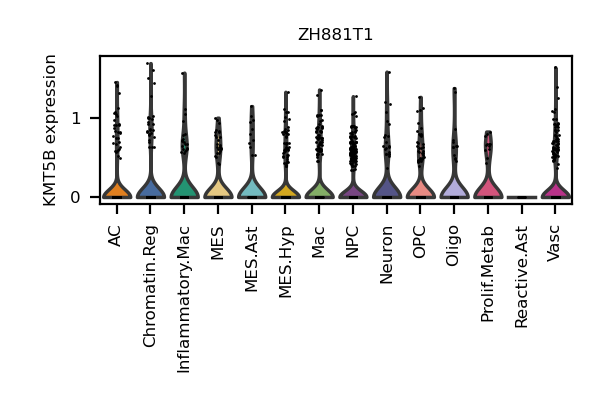 ZH881T1
KMT5B expression
1
0
AC
Chromatin.Reg
Inflammatory.Mac
MES
MES.Ast
MES.Hyp
Mac
NPC
Neuron
OPC
Oligo
Prolif.Metab
Reactive.Ast
Vasc